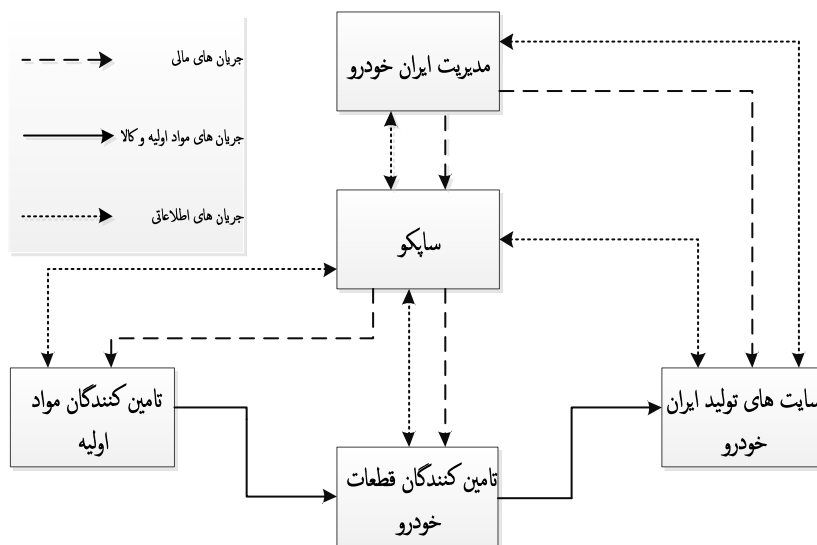 جریان های مالی
جریان های مواد اولیه و کالا
جریان های اطلاعاتی
مدیریت ایران خودرو
ساپکو
تامین کنندگان مواد
اولیه
تامین کنندگان قطعات
خودرو
سایت های تولید ایران
خودرو